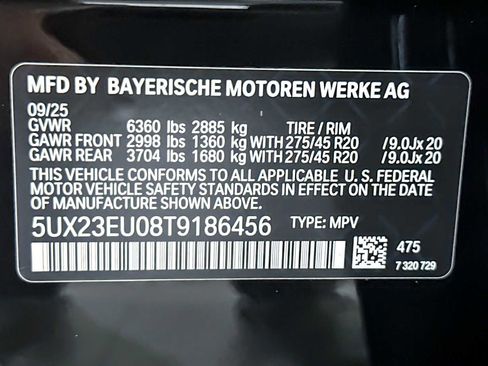 MFD BY BAYERISCHE MOTOREN WERKE AG
09/25
GVWR 6360 lbs 2885 kg TIRE / RIM
GAWR FRONT 2998 lbs 1360 kg WITH 275/45 R20 /9.0Jx20
GAWR REAR 3704 lbs 1680 kg WITH 275/45 R20 /9.0Jx20
THIS VEHICLE CONFORMS TO ALL APPLICABLE U. S. FEDERAL
MOTOR VEHICLE SAFETY STANDARDS IN EFFECT ON THE DATE OF
MANUFACTURE SHOWN ABOVE.
5UX23EU08T9186456 TYPE: MPV
475
7 320 729